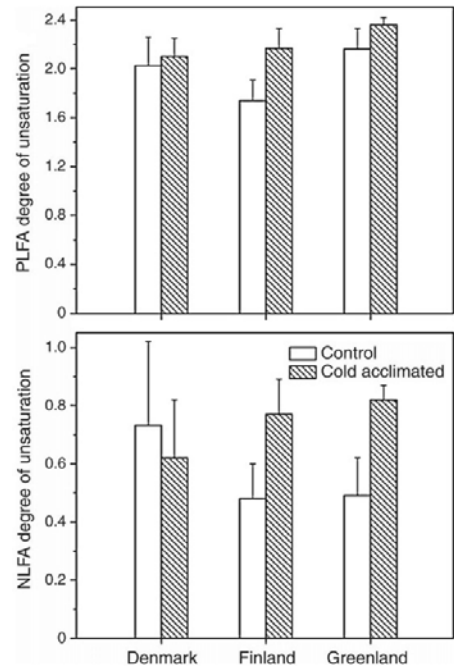 PLFA degree of unsaturation
2.4
2.0
1.6
1.2
0.8
0.4
0
NLFA degree of unsaturation
1.0
0.8
0.6
0.4
0.2
0
Control
Cold acclimated
Denmark Finland Greenland